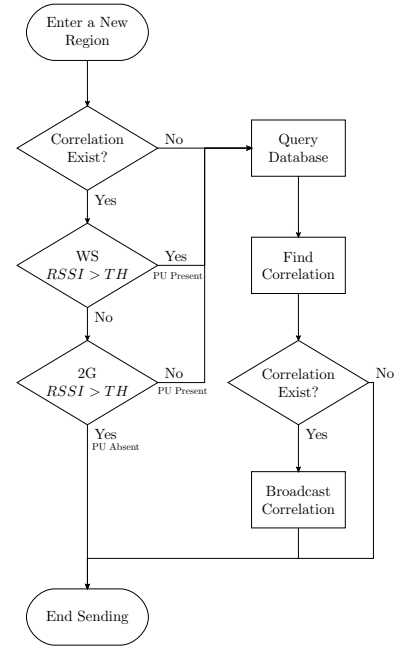 Enter a New
Region
Correlation
Exist?
No
Yes
Query
Database
WS
RSSI > TH
Yes
PU Present
No
Find
Correlation
2G
RSSI > TH
No
PU Present
Yes
PU Absent
Correlation
Exist?
No
Yes
Broadcast
Correlation
End Sending